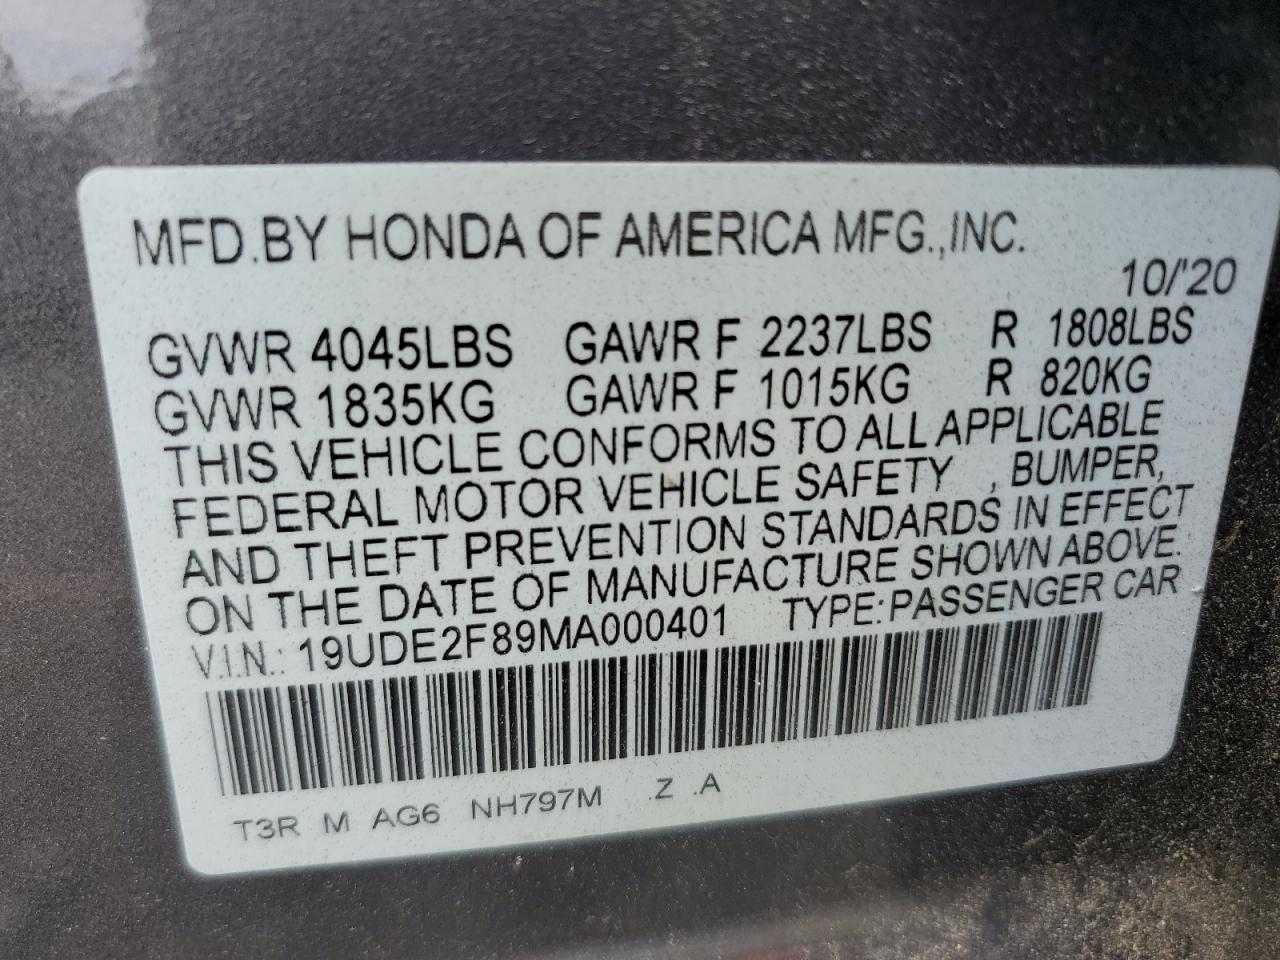 MFD.BY HONDA OF AMERICA MFG.,INC.
10/'20
GVWR 4045LBS GAWR F 2237LBS R 1808LBS
GVWR 1835KG GAWR F 1015KG R 820KG
THIS VEHICLE CONFORMS TO ALL APPLICABLE
FEDERAL MOTOR VEHICLE SAFETY , BUMPER,
AND THEFT PREVENTION STANDARDS IN EFFECT
ON THE DATE OF MANUFACTURE SHOWN ABOVE.
V.I.N.: 19UDE2F89MA000401 TYPE:PASSENGER CAR
T3R M AG6 NH797M .Z .A